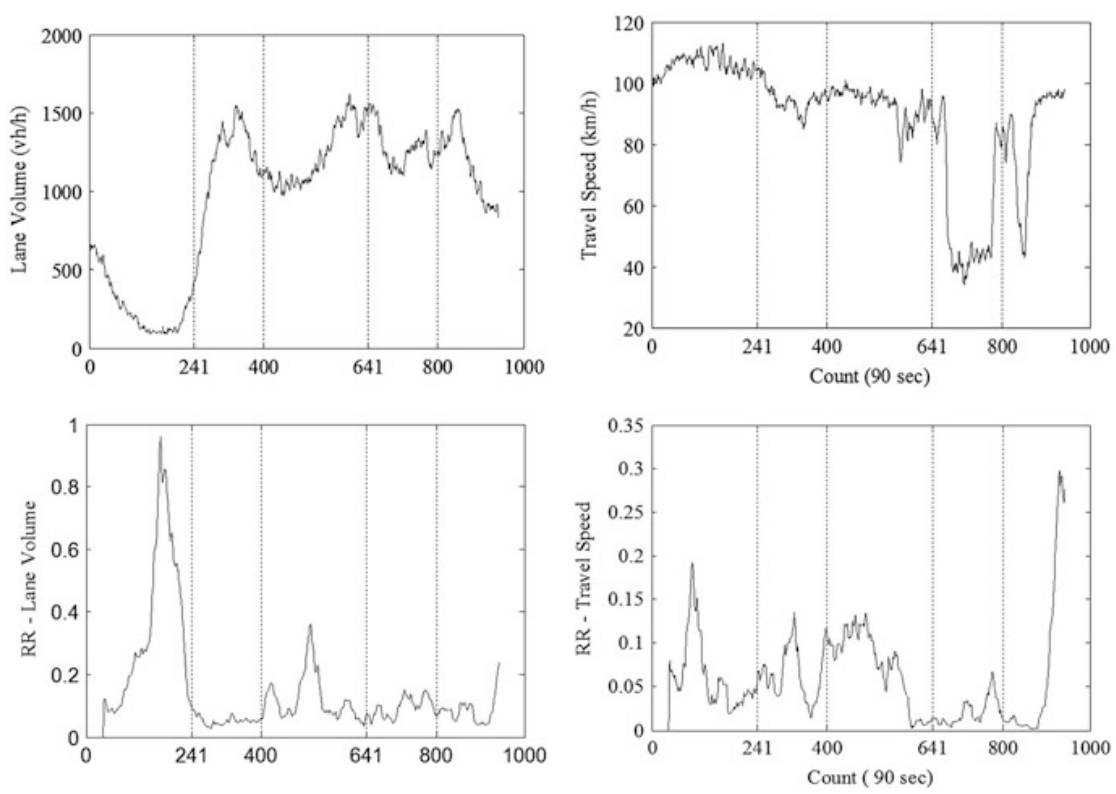 2000
1500
1000
500
0
Lane Volume (vh/h)
0 241 400 641 800 1000
120
100
80
60
40
20
Travel Speed (km/h)
0 241 400 641 800 1000
Count (90 sec)
1
0.8
0.6
0.4
0.2
0
RR - Lane Volume
0 241 400 641 800 1000
0.35
0.3
0.25
0.2
0.15
0.1
0.05
0
RR - Travel Speed
0 241 400 641 800 1000
Count ( 90 sec)